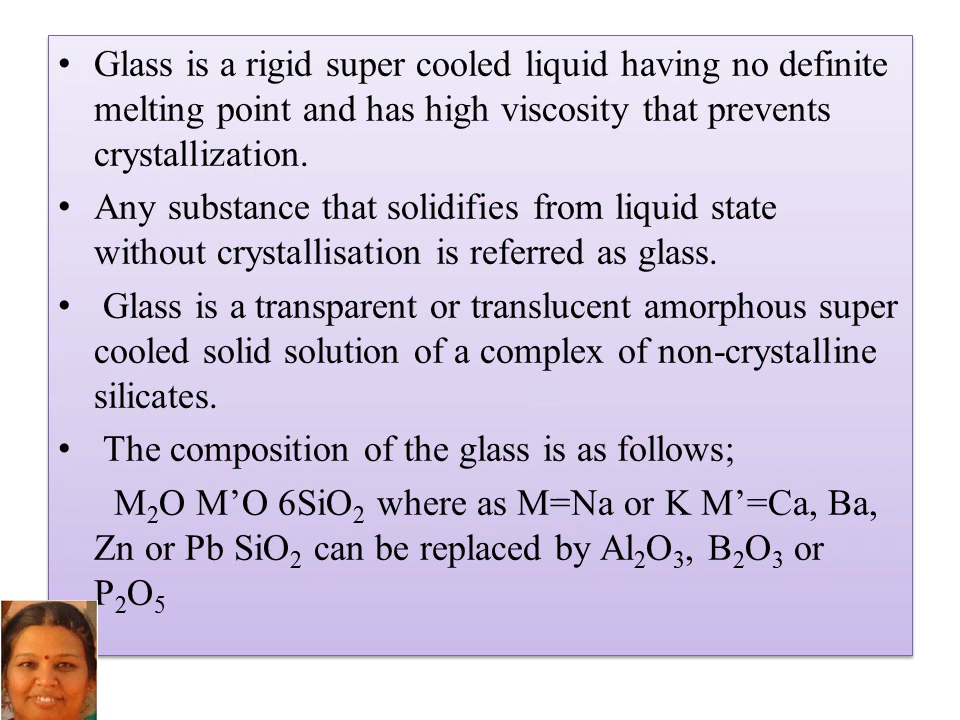 • Glass is a rigid super cooled liquid having no definite
melting point and has high viscosity that prevents
crystallization.
• Any substance that solidifies from liquid state
without crystallisation is referred as glass.
• Glass is a transparent or translucent amorphous super
cooled solid solution of a complex of non-crystalline
silicates.
• The composition of the glass is as follows;
M₂O M’O 6SiO₂ where as M=Na or K M’=Ca, Ba,
Zn or Pb SiO₂ can be replaced by Al₂O₃, B₂O₃ or
P₂O₅